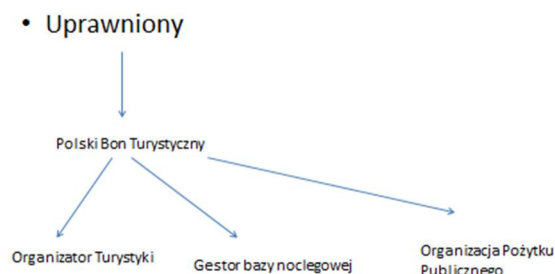 • Uprawniony
Polski Bon Turystyczny
Organizator Turystyki
Gestor bazy noclegowej
Organizacja Pożytku
Publicznego